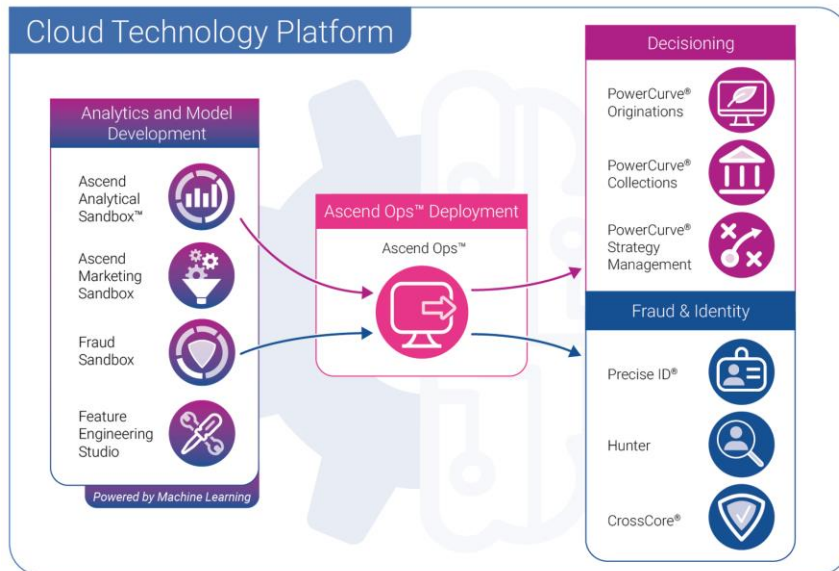 Cloud Technology Platform
Analytics and Model
Development
Ascend
Analytical
Sandbox™
Ascend
Marketing
Sandbox
Fraud
Sandbox
Feature
Engineering
Studio
Powered by Machine Learning
Ascend Ops™ Deployment
Ascend Ops™
Decisioning
PowerCurve®
Originations
PowerCurve®
Collections
PowerCurve®
Strategy
Management
Fraud & Identity
Precise ID®
Hunter
CrossCore®